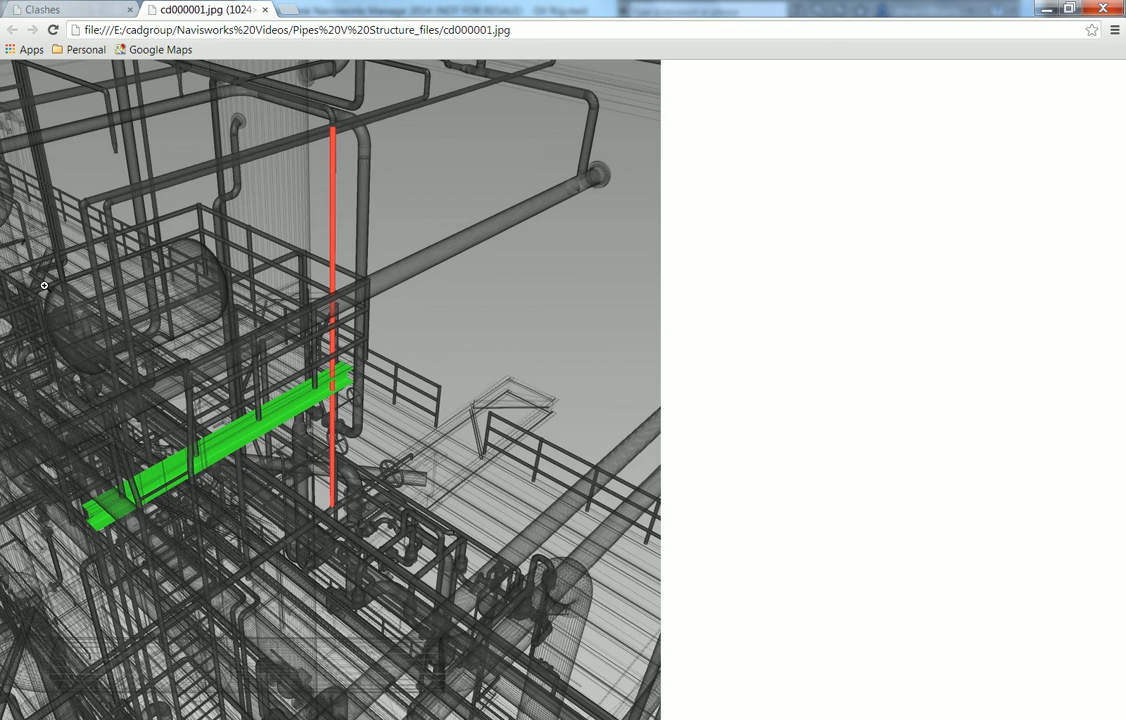 Clashes
cd000001.jpg (1024
file:///E:/cadgroup/Navisworks%20Videos/Pipes%20V%20Structure_files/cd000001.jpg
Apps Personal Google Maps